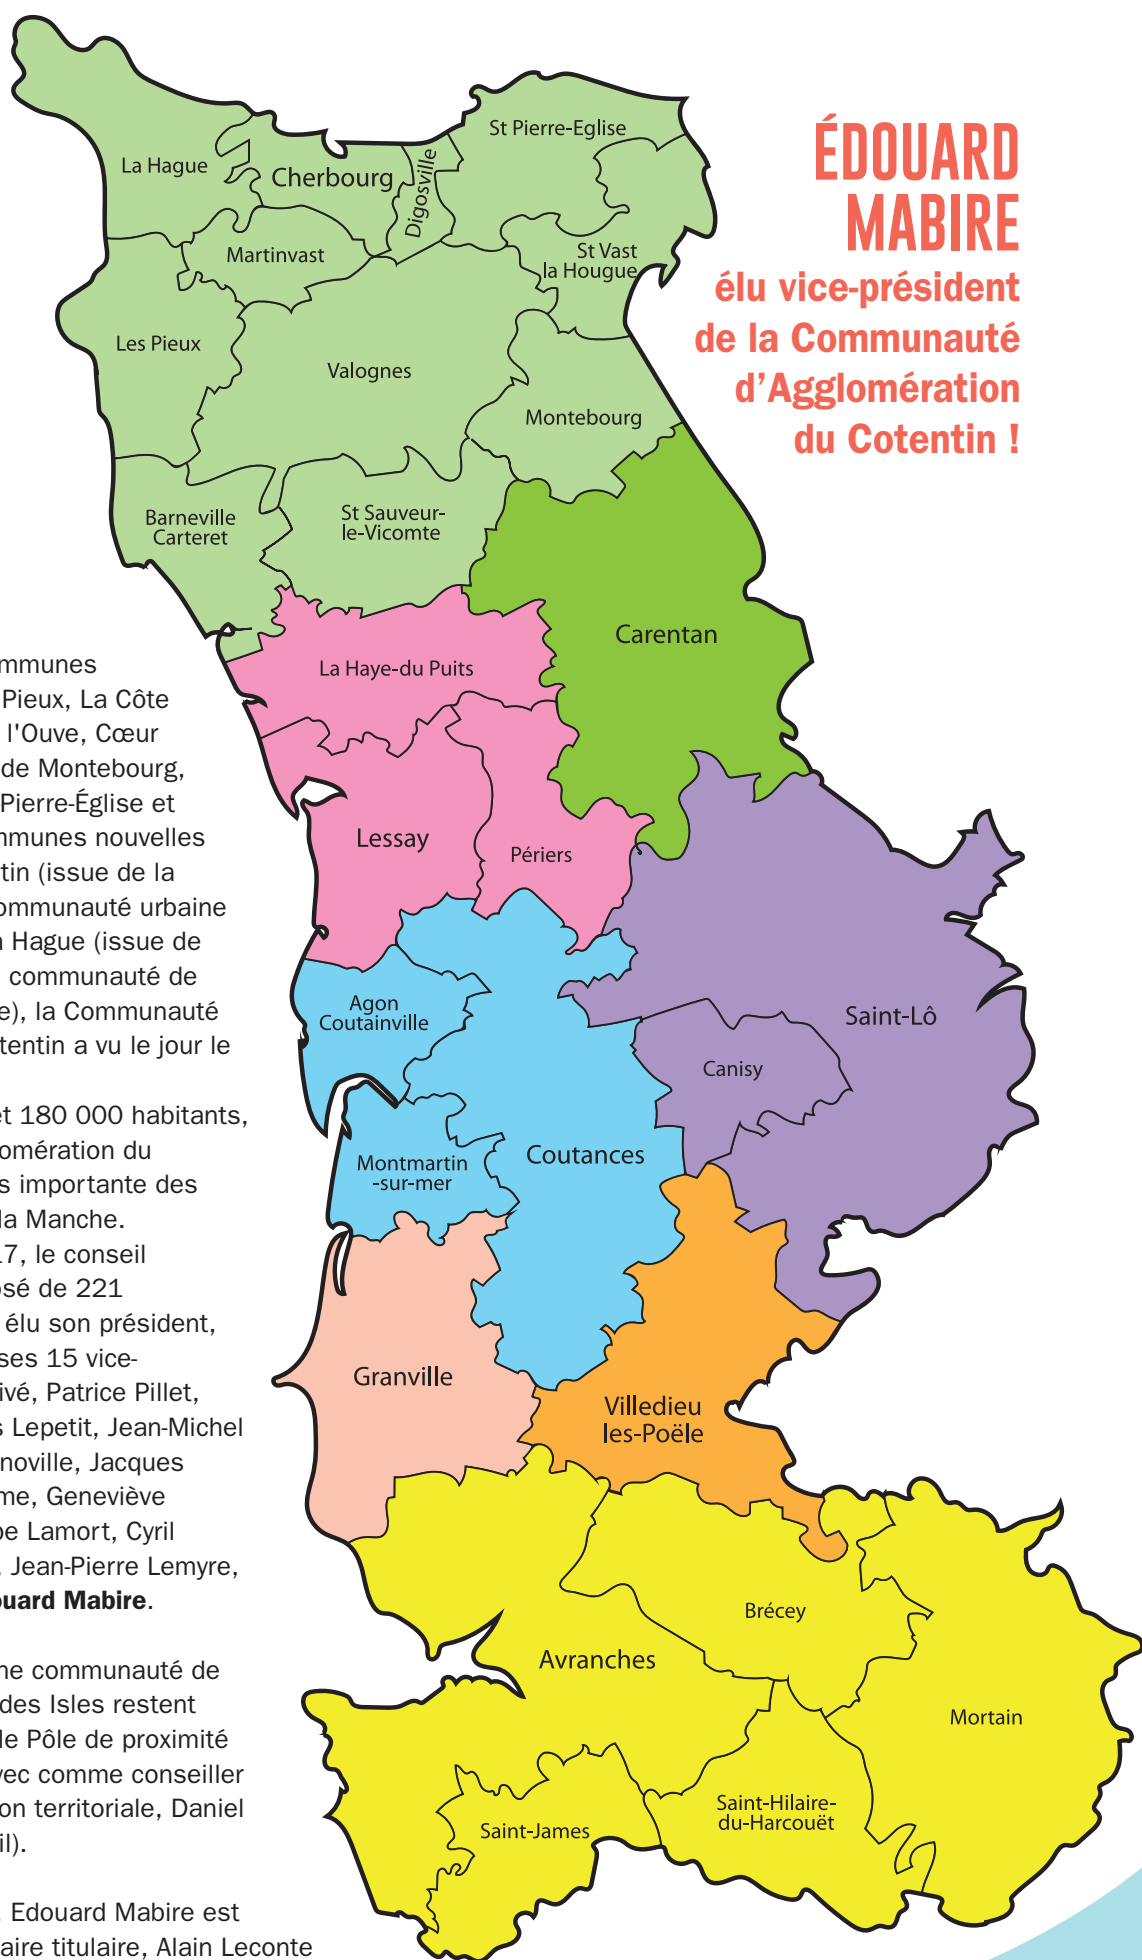 ÉDOUARD
MABIRE
élu vice-président
de la Communauté
d'Agglomération
du Cotentin !
La Hague
Cherbourg
Digosville
St Pierre-Eglise
Martinvast
St Vast
la Hougue
Les Pieux
Valognes
Montebourg
Barneville
Carteret
St Sauveur-
le-Vicomte
Carentan
La Haye-du Puits
Lessay
Périers
Saint-Lô
Agon
Coutainville
Canisy
Montmartin
-sur-mer
Coutances
Granville
Villedieu
les-Poële
Brécey
Avranches
Mortain
Saint-Hilaire-
du-Harcouët
Saint-James
mmunes
Pieux, La Côte
l'Ouve, Cœur
de Montebourg,
Pierre-Église et
mmunes nouvelles
tin (issue de la
ommunauté urbaine
a Hague (issue de
communauté de
e), la Communauté
tentin a vu le jour le
et 180 000 habitants,
lomération du
s importante des
la Manche.
17, le conseil
osé de 221
élu son président,
ses 15 vice-
ivé, Patrice Pillet,
s Lepetit, Jean-Michel
noville, Jacques
me, Geneviève
pe Lamort, Cyril
, Jean-Pierre Lemyre,
ouard Mabire.
ne communauté de
des Isles restent
le Pôle de proximité
vec comme conseiller
on territoriale, Daniel
il).
. Edouard Mabire est
aire titulaire, Alain Leconte